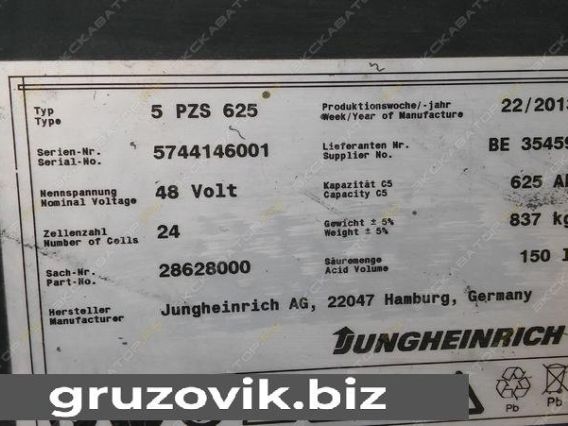 Typ 5 PZS 625 Produktionswoche/-jahr 22/2013
Type Week/Year of Manufacture
Serien-Nr. 5744146001 Lieferanten Nr. BE 35459
Serial-No. Supplier No.
Nennspannung 48 Volt Kapazität C5 625 Ah
Nominal Voltage Capacity C5
Zellenzahl 24 Gewicht ± 5% 837 kg
Number of Cells Weight ± 5%
Sach-Nr. 28628000 Säuremenge 150 l
Part-No. Acid Volume
Hersteller Jungheinrich AG, 22047 Hamburg, Germany
Manufacturer
JUNGHEINRICH
gruzovik.biz
Pb Pb